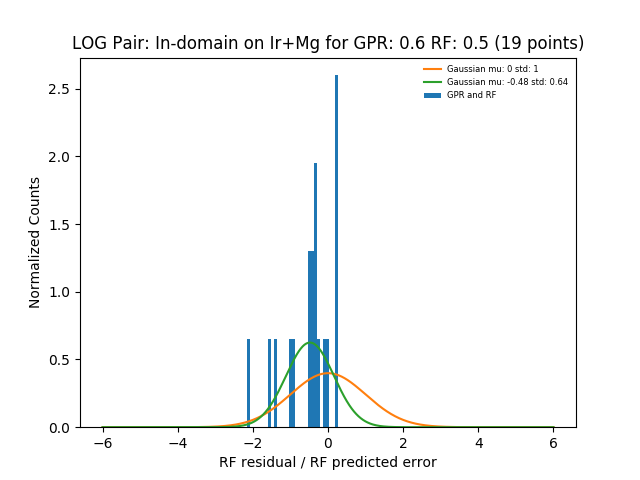 LOG Pair: In-domain on Ir+Mg for GPR: 0.6 RF: 0.5 (19 points)
Gaussian mu: 0 std: 1
Gaussian mu: -0.48 std: 0.64
GPR and RF
2.5
2.0
1.5
1.0
0.5
0.0
Normalized Counts
−6 −4 −2 0 2 4 6
RF residual / RF predicted error